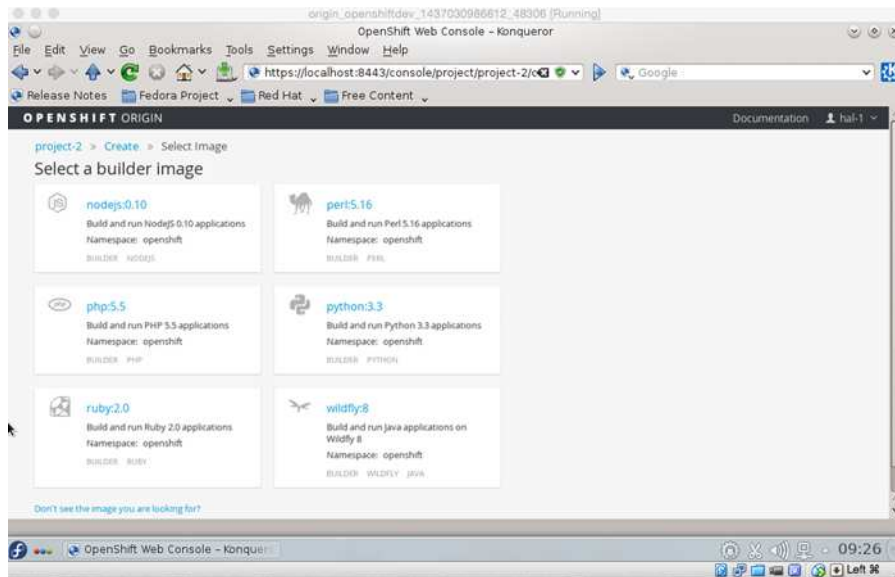 origin_openshiftdev_1437030986612_48306 [Running]
OpenShift Web Console – Konqueror
File Edit View Go Bookmarks Tools Settings Window Help
https://localhost:8443/console/project/project-2/c
Google
Release Notes Fedora Project Red Hat Free Content
OPENSHIFT ORIGIN Documentation hal-1
project-2 » Create » Select Image
Select a builder image
nodejs:0.10
Build and run NodeJS 0.10 applications
Namespace: openshift
BUILDER NODEJS
perl:5.16
Build and run Perl 5.16 applications
Namespace: openshift
BUILDER PERL
php:5.5
Build and run PHP 5.5 applications
Namespace: openshift
BUILDER PHP
python:3.3
Build and run Python 3.3 applications
Namespace: openshift
BUILDER PYTHON
ruby:2.0
Build and run Ruby 2.0 applications
Namespace: openshift
BUILDER RUBY
wildfly:8
Build and run Java applications on
Wildfly 8
Namespace: openshift
BUILDER WILDFLY JAVA
Don't see the image you are looking for?
OpenShift Web Console – Konquer
09:26
Left ⌘